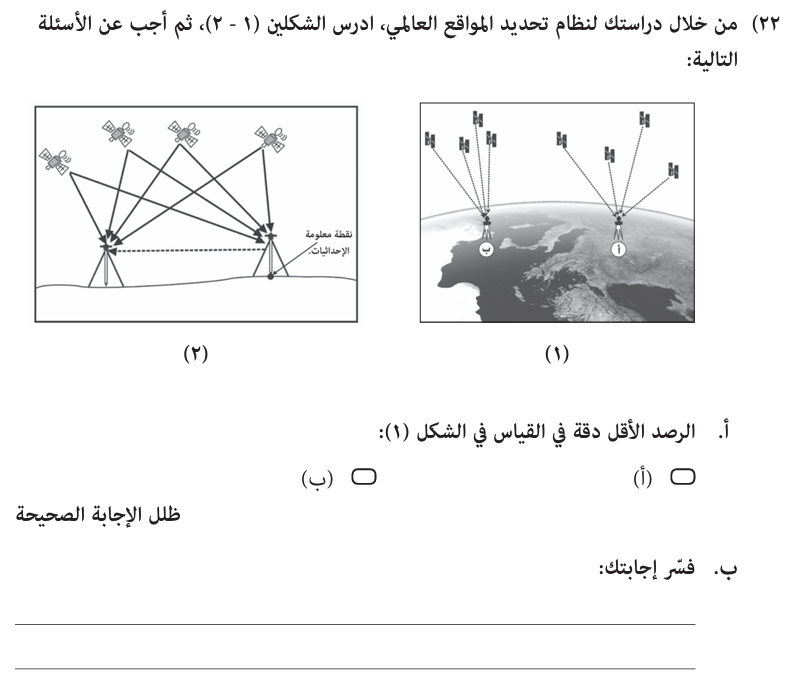 ٢٢) من خلال دراستك لنظام تحديد المواقع العالمي، ادرس الشكلين (١ - ٢)، ثم أجب عن الأسئلة
التالية:
ب
أ
نقطة معلومة
الإحداثيات.
(١)
(٢)
أ. الرصد الأقل دقة في القياس في الشكل (١):
(أ)
(ب)
ظلل الإجابة الصحيحة
ب. فسّر إجابتك: